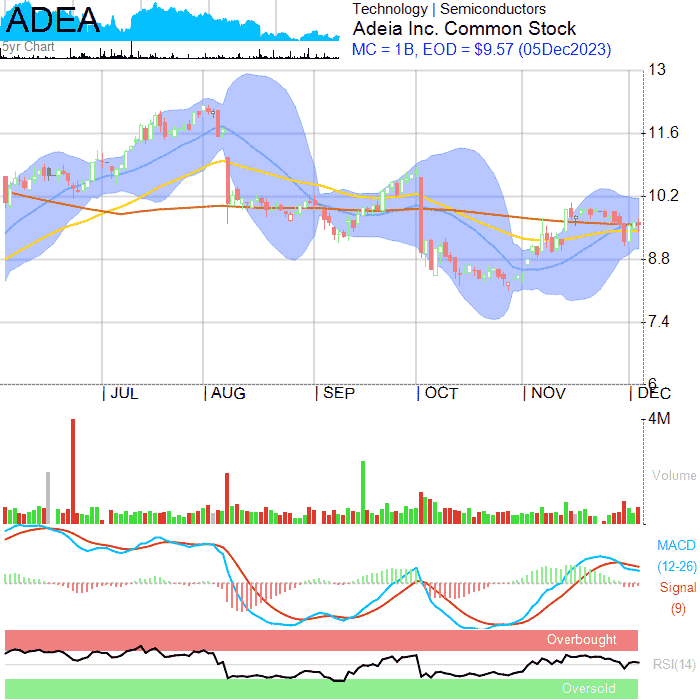 ADEA
5yr Chart
Technology | Semiconductors
Adeia Inc. Common Stock
MC = 1B, EOD = $9.57 (05Dec2023)
13
11.6
10.2
8.8
7.4
6
JUL AUG SEP OCT NOV DEC
4M
Volume
MACD
(12-26)
Signal
(9)
Overbought
RSI(14)
Oversold